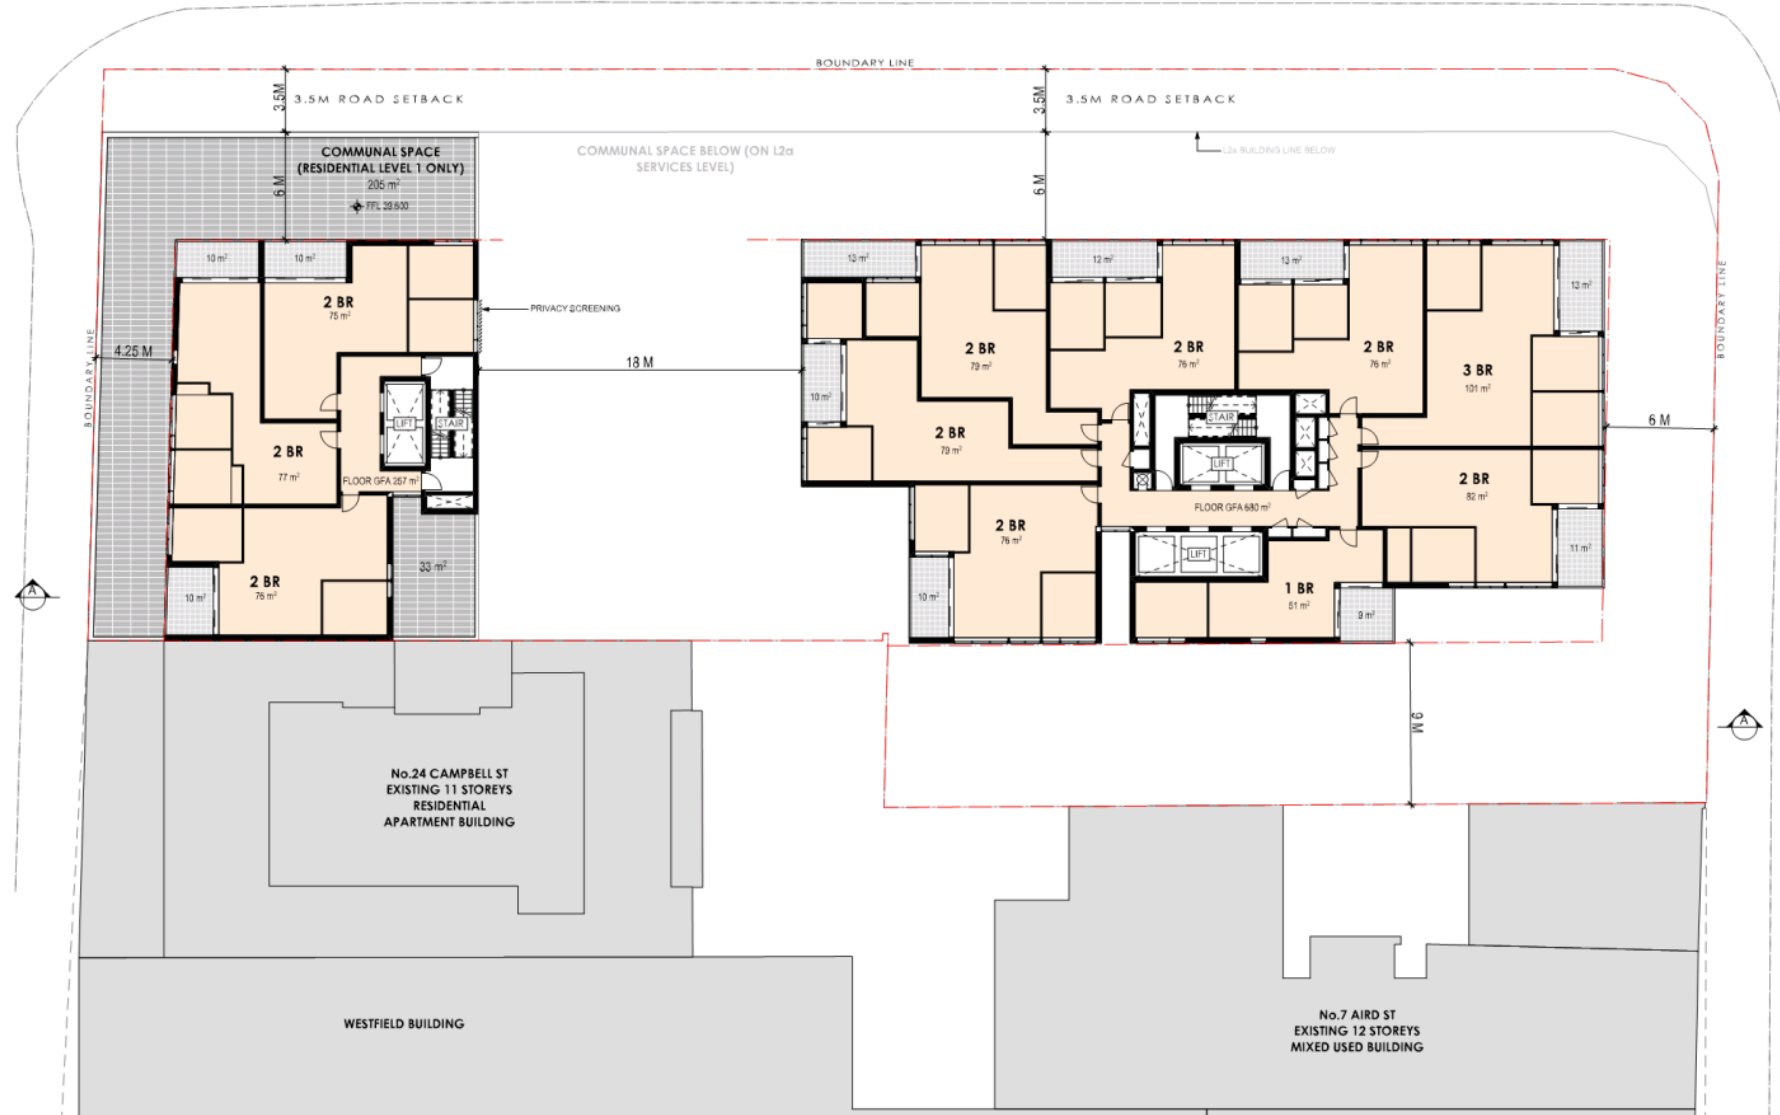 BOUNDARY LINE
3.5M
3.5M ROAD SETBACK
3.5M
3.5M ROAD SETBACK
COMMUNAL SPACE
(RESIDENTIAL LEVEL 1 ONLY)
205 m²
FFL 39.600
6 M
COMMUNAL SPACE BELOW (ON L2a
SERVICES LEVEL)
6 M
L2a BUILDING LINE BELOW
10 m²
10 m²
2 BR
75 m²
PRIVACY SCREENING
4.25 M
BOUNDARY LINE
18 M
LIFT
STAIR
2 BR
77 m²
FLOOR GFA 257 m²
2 BR
76 m²
10 m²
33 m²
A
13 m²
12 m²
13 m²
13 m²
BOUNDARY LINE
2 BR
79 m²
2 BR
76 m²
2 BR
76 m²
3 BR
101 m²
10 m²
2 BR
79 m²
STAIR
LIFT
6 M
2 BR
82 m²
FLOOR GFA 680 m²
2 BR
76 m²
LIFT
11 m²
10 m²
1 BR
51 m²
9 m²
9 M
A
No.24 CAMPBELL ST
EXISTING 11 STOREYS
RESIDENTIAL
APARTMENT BUILDING
WESTFIELD BUILDING
No.7 AIRD ST
EXISTING 12 STOREYS
MIXED USED BUILDING